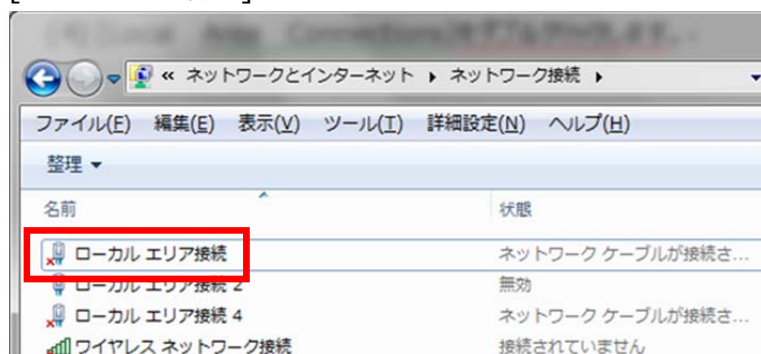 « ネットワークとインターネット ▸ ネットワーク接続 ▸
ファイル(F) 編集(E) 表示(V) ツール(T) 詳細設定(N) ヘルプ(H)
整理 ▼
名前 状態
ローカル エリア接続 ネットワーク ケーブルが接続さ...
ローカル エリア接続 2 無効
ローカル エリア接続 4 ネットワーク ケーブルが接続さ...
ワイヤレス ネットワーク接続 接続されていません